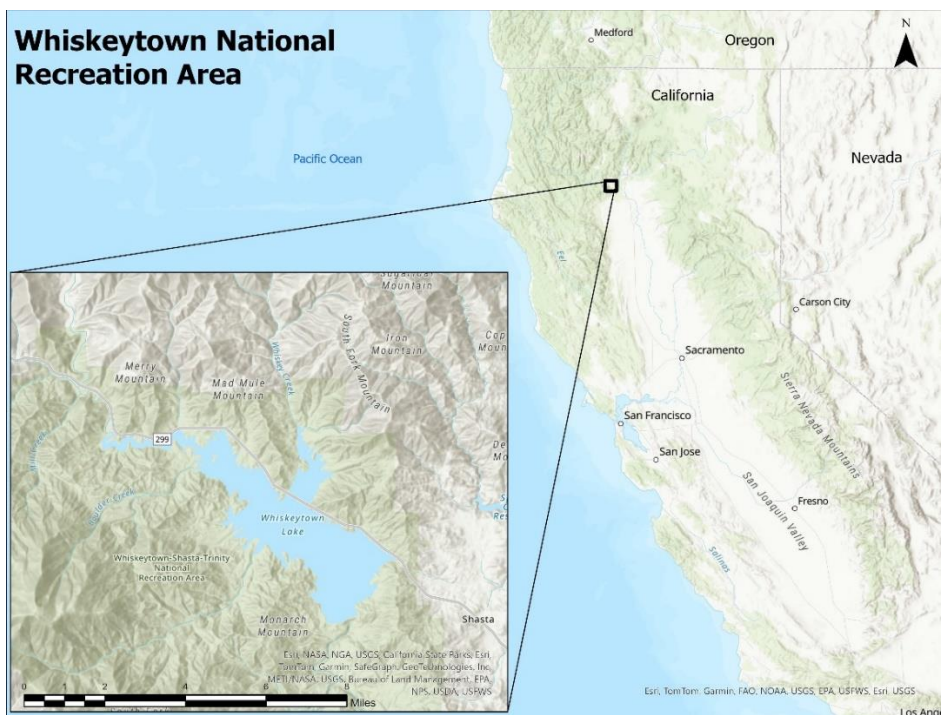 Whiskeytown National
Recreation Area
N
Medford
Oregon
California
Nevada
Pacific Ocean
Eel
Carson City
Sacramento
Sierra Nevada Mountains
San Francisco
San Jose
San Joaquin Valley
Fresno
Salinas
Mountain
Iron
Mountain
South Fork Mountain
Merry
Mountain
Mad Mule
Mountain
Whiskey Creek
299
Whiskeytown
Lake
Whiskeytown-Shasta-Trinity
National
Recreation Area
Monarch
Mountain
Shasta
Esri, NASA, NGA, USGS, California State Parks, Esri,
TomTom, Garmin, SafeGraph, GeoTechnologies, Inc,
METI/NASA, USGS, Bureau of Land Management, EPA,
NPS, USDA, USFWS
0 2 4 6 8
Miles
Esri, TomTom, Garmin, FAO, NOAA, USGS, EPA, USFWS, Esri, USGS
Los Ang